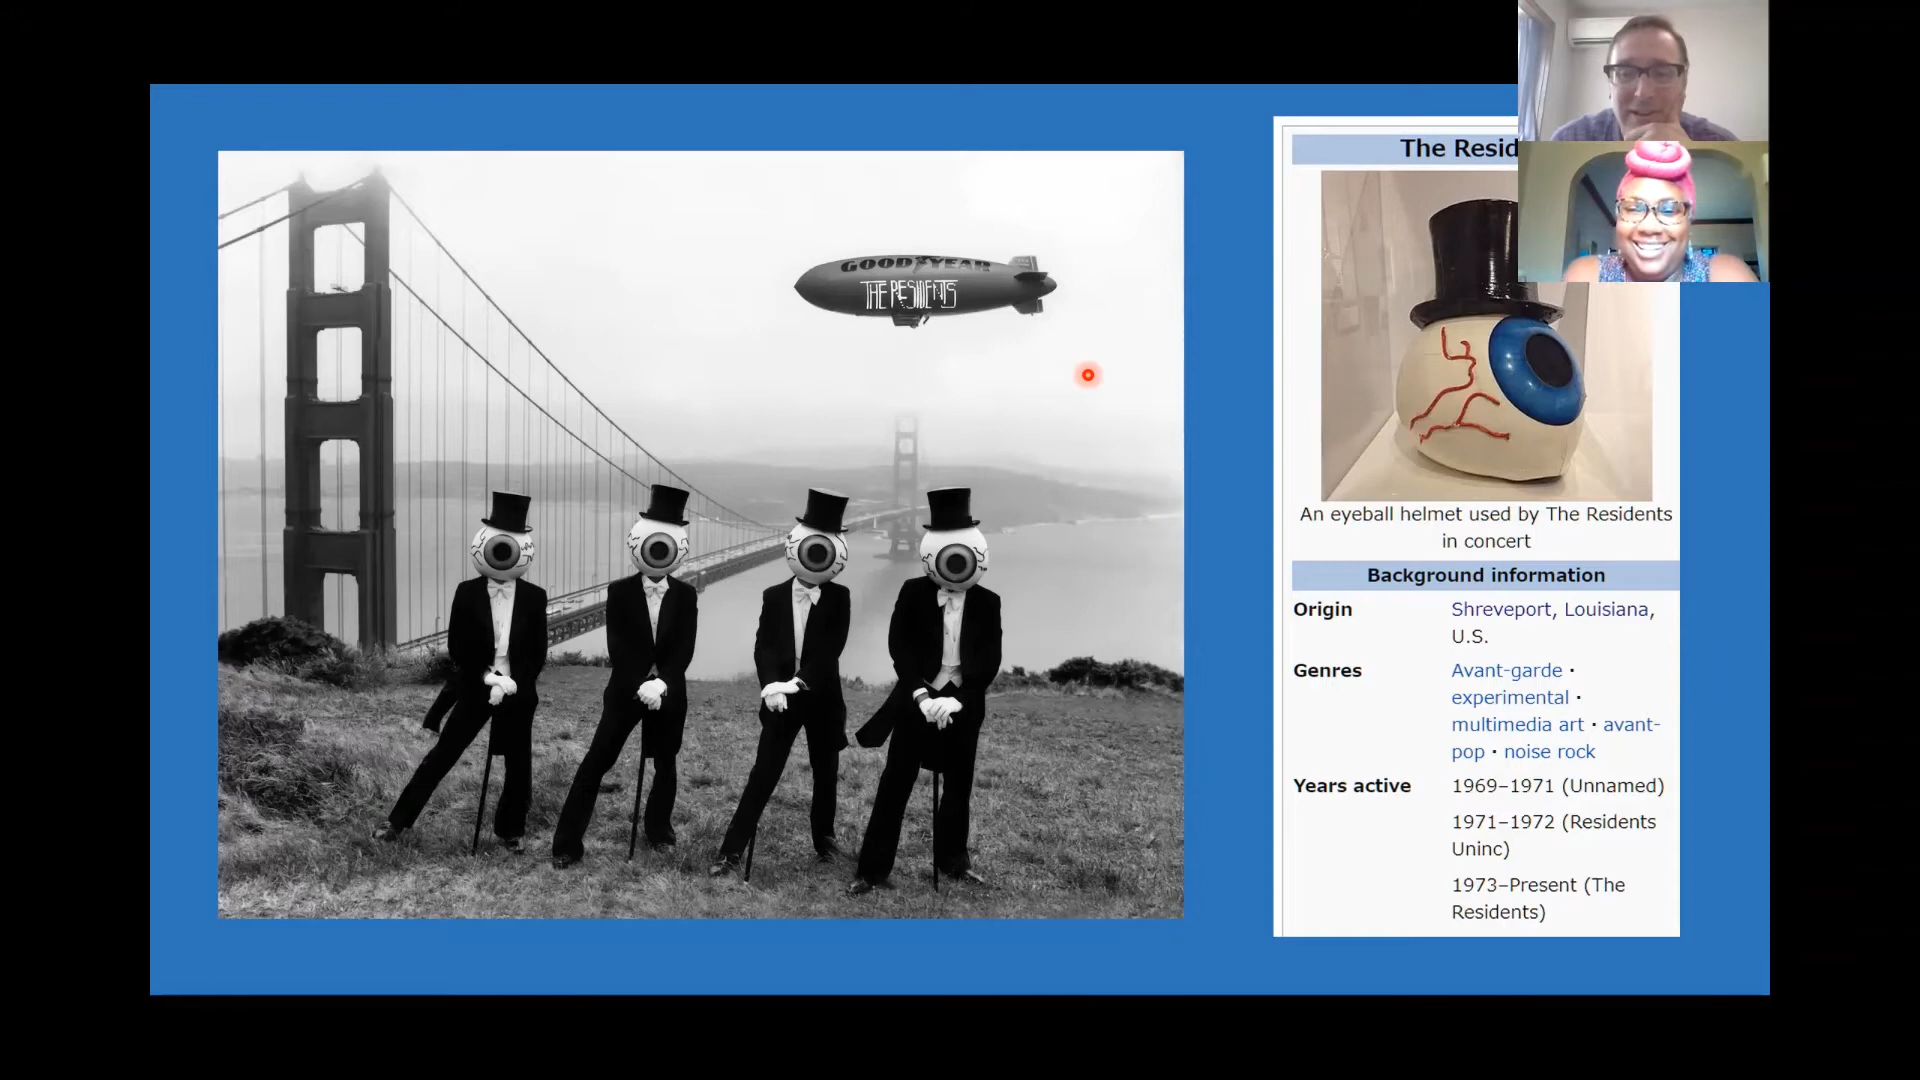 GOODYEAR
THE RESIDENTS
The Resid
An eyeball helmet used by The Residents
in concert
Background information
Origin
Shreveport, Louisiana,
U.S.
Genres
Avant-garde ·
experimental ·
multimedia art · avant-
pop · noise rock
Years active
1969–1971 (Unnamed)
1971–1972 (Residents
Uninc)
1973–Present (The
Residents)